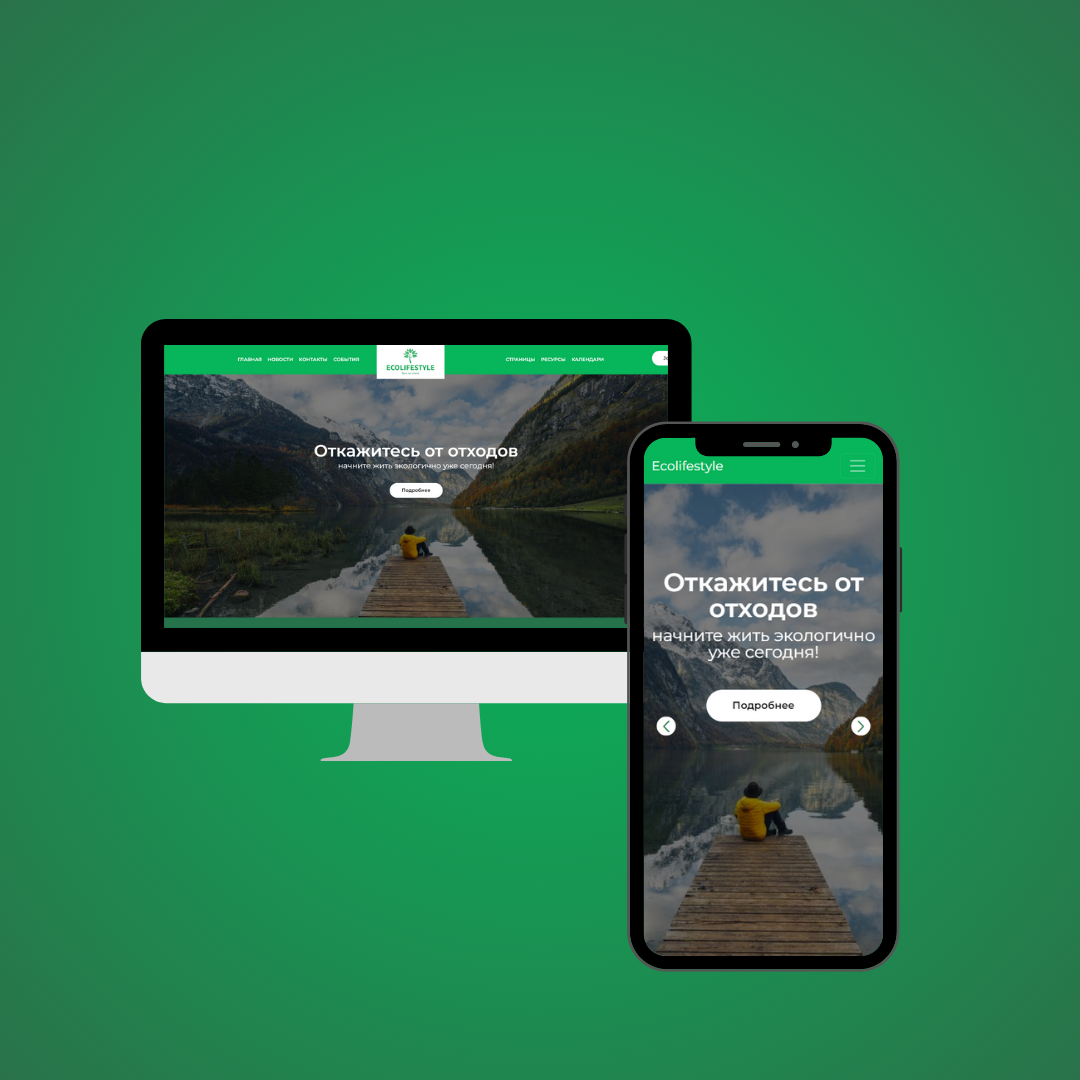 ГЛАВНАЯ НОВОСТИ КОНТАКТЫ СОБЫТИЯ
ECOLIFESTYLE
СТРАНИЦЫ РЕСУРСЫ КАЛЕНДАРИ
Jo
Откажитесь от отходов
начните жить экологично уже сегодня!
Подробнее
Ecolifestyle
Откажитесь от
отходов
начните жить экологично
уже сегодня!
Подробнее